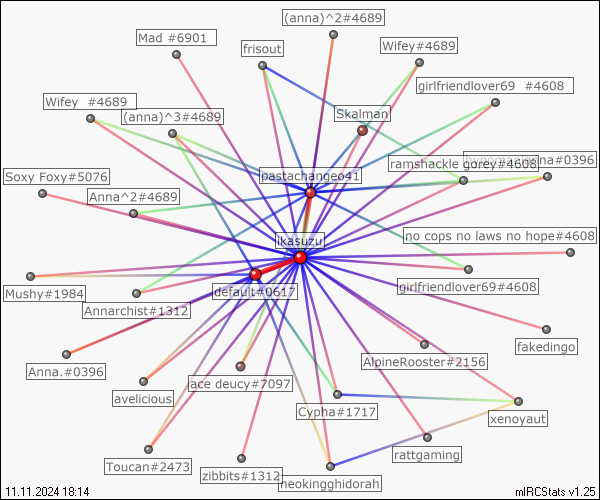 (anna)^2#4689
Mad #6901
frisout
Wifey#4689
girlfriendlover69 #4608
Wifey #4689
(anna)^3#4689
Skalman
ramshackle gorey#4608
#0396
pastachangeo41
Soxy Foxy#5076
Anna^2#4689
ikasuzu
no cops no laws no hope#4608
default#0617
girlfriendlover69#4608
Mushy#1984
Annarchist#1312
fakedingo
AlpineRooster#2156
Anna.#0396
ace deucy#7097
avelicious
Cypha#1717
xenoyaut
rattgaming
Toucan#2473
zibbits#1312
neokingghidorah
11.11.2024 18:14
mIRCStats v1.25